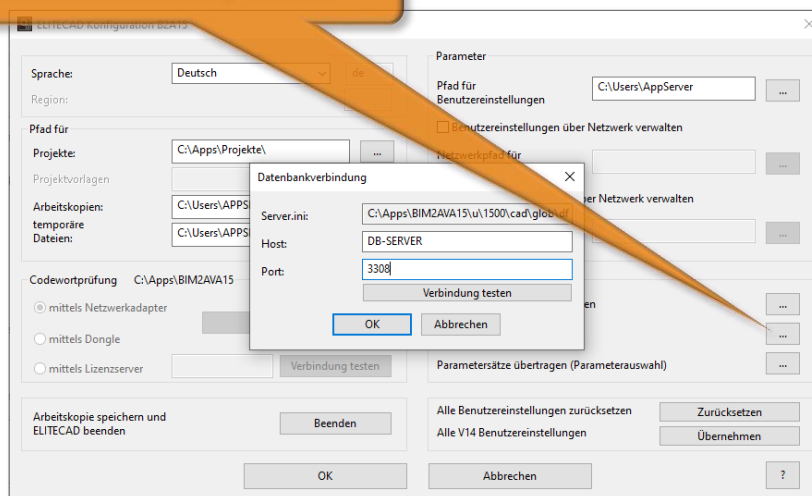 ELITECAD Konfiguration B2A15
Sprache:
Deutsch
de
Region:
Pfad für
Projekte:
C:\Apps\Projekte\
...
Projektvorlagen
Arbeitskopien:
C:\Users\APPS
temporäre
Dateien:
C:\Users\APPS
Codewortprüfung C:\Apps\BIM2AVA15
mittels Netzwerkadapter
mittels Dongle
mittels Lizenzserver
Verbindung testen
Arbeitskopie speichern und
ELITECAD beenden
Beenden
Parameter
Pfad für
Benutzereinstellungen
C:\Users\AppServer
...
Benutzereinstellungen über Netzwerk verwalten
Netzwerkpfad für
...
er Netzwerk verwalten
...
Datenbankverbindung
Server.ini:
C:\Apps\BIM2AVA15\u\1500\cad\glob\df
Host:
DB-SERVER
Port:
3308
Verbindung testen
OK
Abbrechen
en
...
...
Parametersätze übertragen (Parameterauswahl)
...
Alle Benutzereinstellungen zurücksetzen
Zurücksetzen
Alle V14 Benutzereinstellungen
Übernehmen
OK
Abbrechen
?